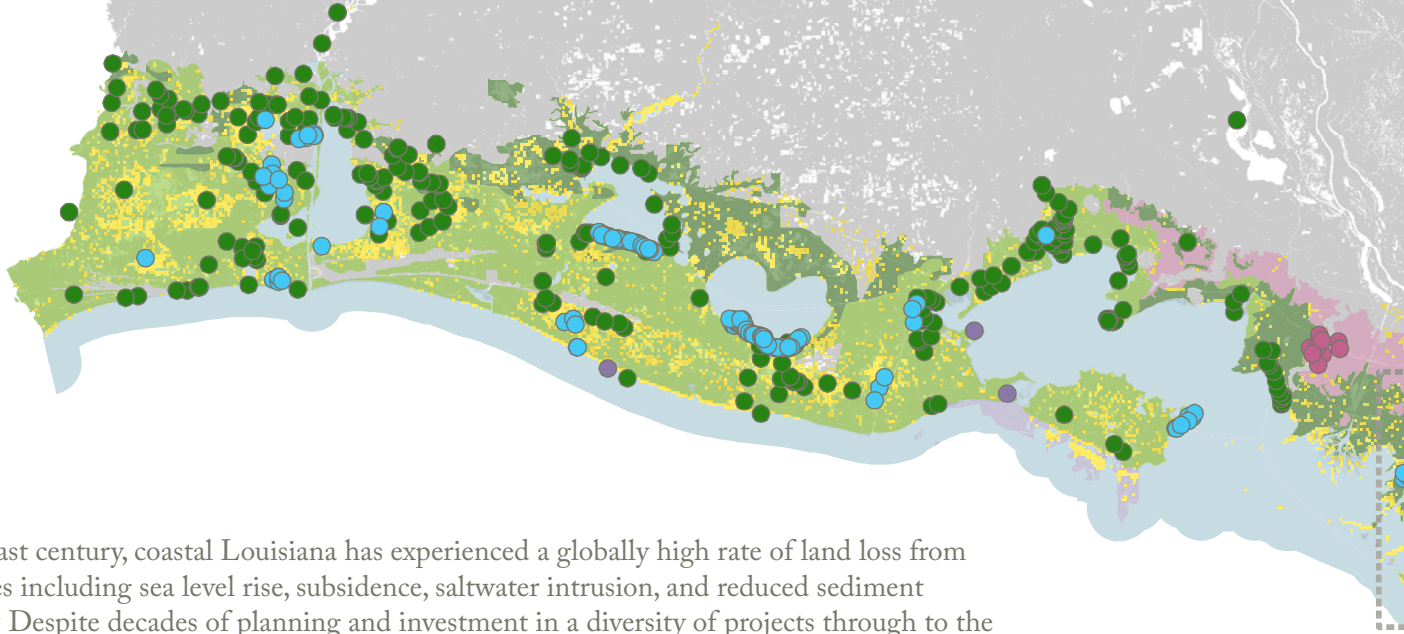 ast century, coastal Louisiana has experienced a globally high rate of land loss from
es including sea level rise, subsidence, saltwater intrusion, and reduced sediment
Despite decades of planning and investment in a diversity of projects through to the